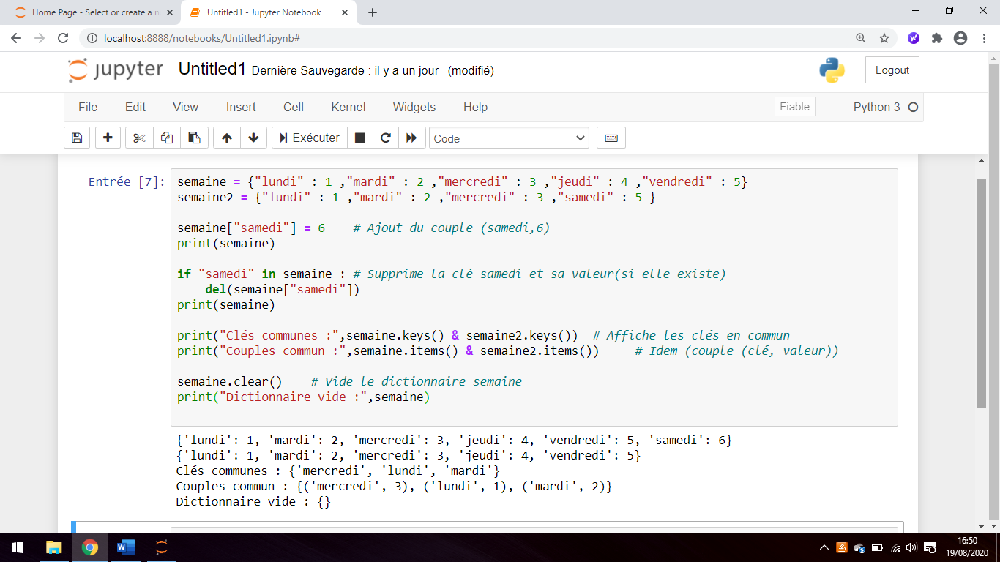 Home Page - Select or create a n
Untitled1 - Jupyter Notebook
localhost:8888/notebooks/Untitled1.ipynb#
jupyter Untitled1 Dernière Sauvegarde : il y a un jour (modifié)
Logout
File Edit View Insert Cell Kernel Widgets Help
Fiable
Python 3
Exécuter
Code
Entrée [7]:
semaine = {"lundi" : 1 ,"mardi" : 2 ,"mercredi" : 3 ,"jeudi" : 4 ,"vendredi" : 5}
semaine2 = {"lundi" : 1 ,"mardi" : 2 ,"mercredi" : 3 ,"samedi" : 5 }
semaine["samedi"] = 6    # Ajout du couple (samedi,6)
print(semaine)
if "samedi" in semaine : # Supprime la clé samedi et sa valeur(si elle existe)
    del(semaine["samedi"])
print(semaine)
print("Clés communes :",semaine.keys() & semaine2.keys())  # Affiche les clés en commun
print("Couples commun :",semaine.items() & semaine2.items())     # Idem (couple (clé, valeur))
semaine.clear()    # Vide le dictionnaire semaine
print("Dictionnaire vide :",semaine)
{'lundi': 1, 'mardi': 2, 'mercredi': 3, 'jeudi': 4, 'vendredi': 5, 'samedi': 6}
{'lundi': 1, 'mardi': 2, 'mercredi': 3, 'jeudi': 4, 'vendredi': 5}
Clés communes : {'mercredi', 'lundi', 'mardi'}
Couples commun : {('mercredi', 3), ('lundi', 1), ('mardi', 2)}
Dictionnaire vide : {}
16:50
19/08/2020